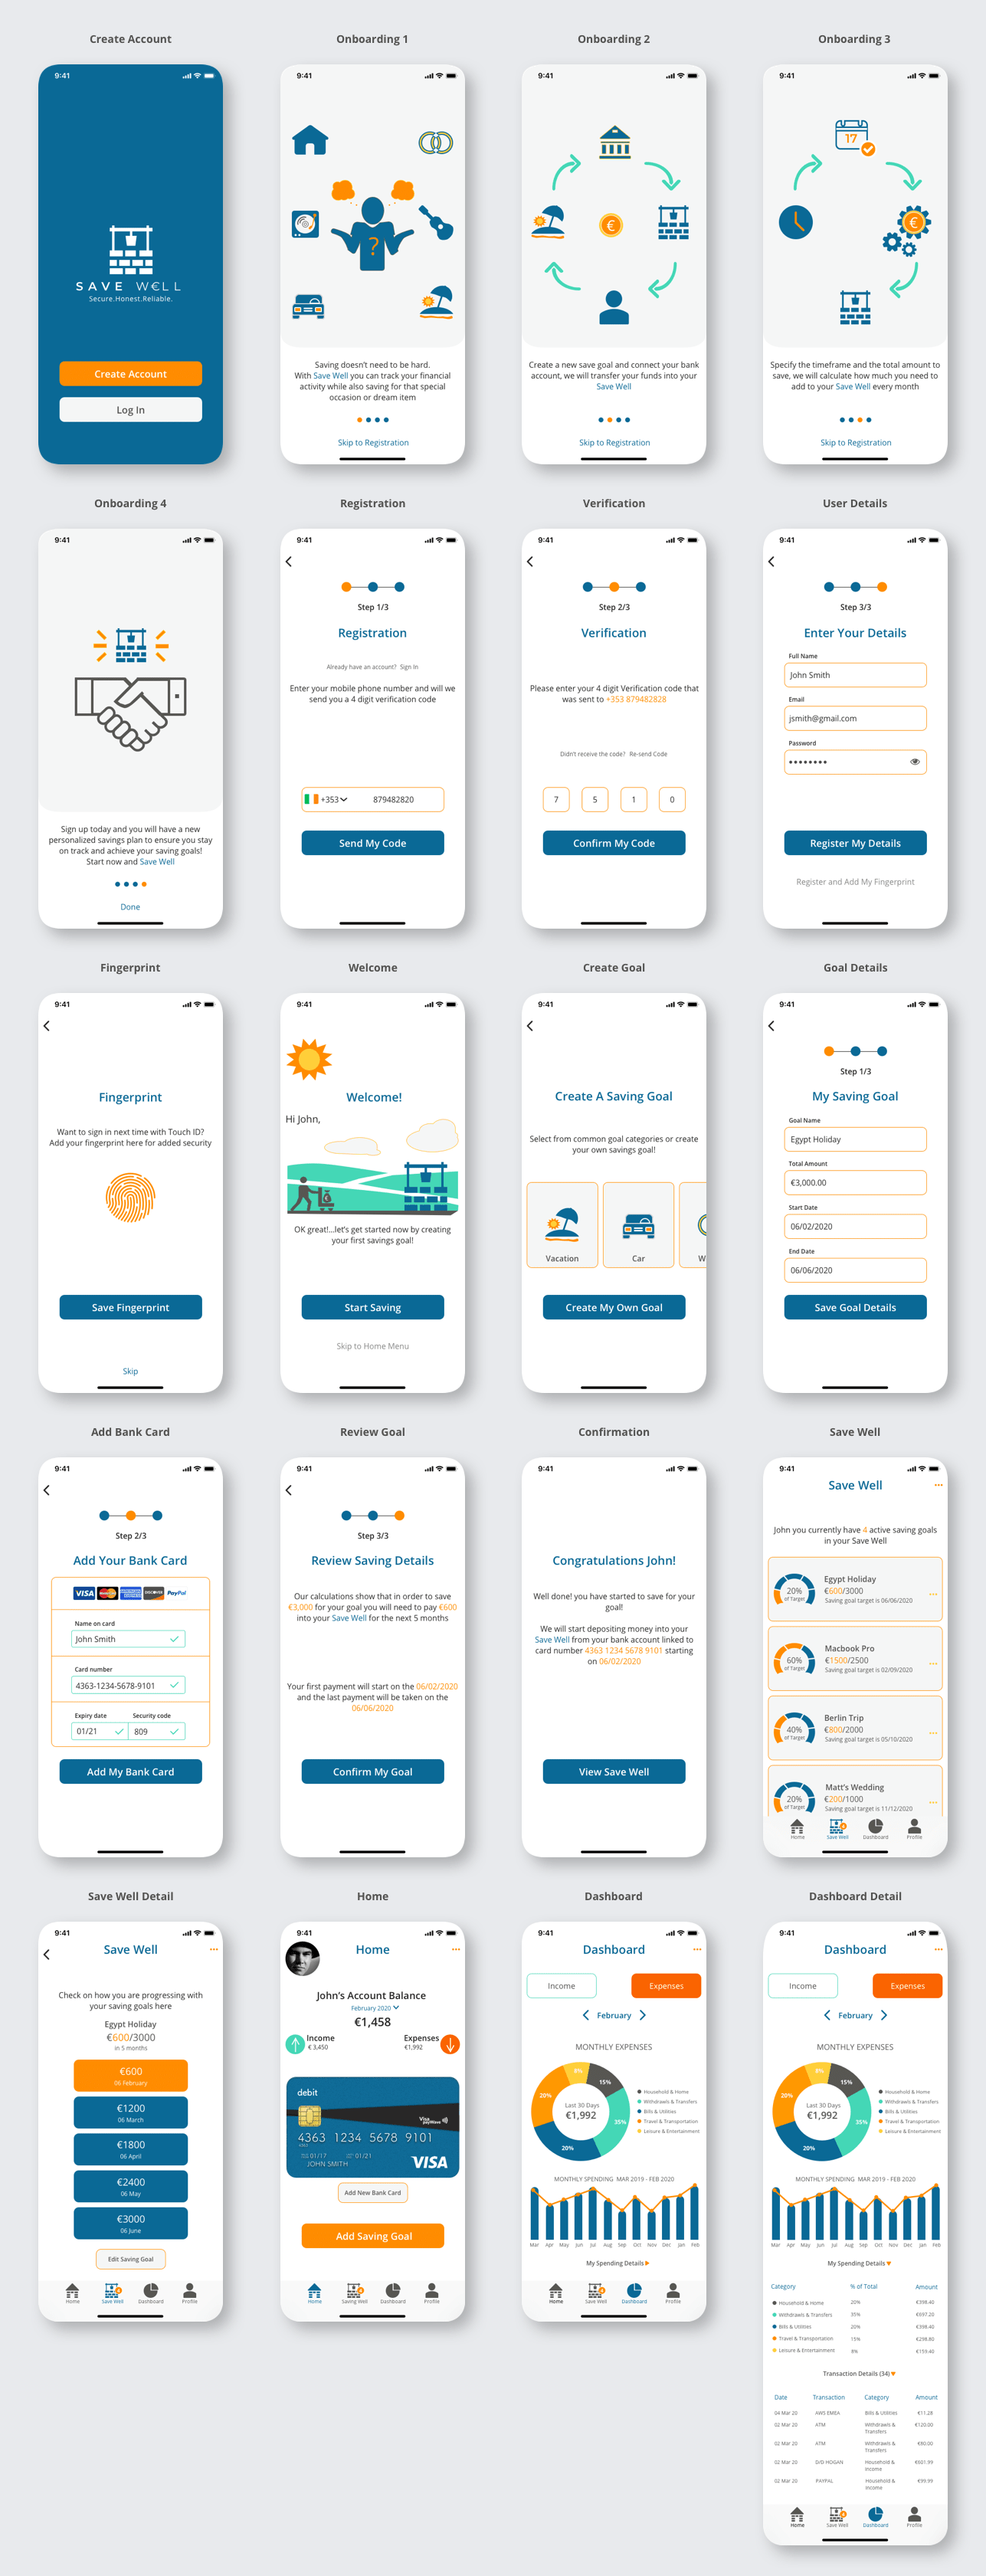 Create Account
9:41
SAVE W€LL
Secure.Honest.Reliable.
Create Account
Log In
Onboarding 1
9:41
?
Saving doesn't need to be hard.
With Save Well you can track your financial
activity while also saving for that special
occasion or dream item
Skip to Registration
Onboarding 2
9:41
€
Create a new save goal and connect your bank
account, we will transfer your funds into your
Save Well
Skip to Registration
Onboarding 3
9:41
17
€
Specify the timeframe and the total amount to
save, we will calculate how much you need to
add to your Save Well every month
Skip to Registration
Onboarding 4
9:41
Sign up today and you will have a new
personalized savings plan to ensure you stay
on track and achieve your saving goals!
Start now and Save Well
Done
Registration
9:41
Step 1/3
Registration
Already have an account? Sign In
Enter your mobile phone number and will we
send you a 4 digit verification code
+353 879482820
Send My Code
Verification
9:41
Step 2/3
Verification
Please enter your 4 digit Verification code that
was sent to +353 879482828
Didn't receive the code? Re-send Code
7 5 1 0
Confirm My Code
User Details
9:41
Step 3/3
Enter Your Details
Full Name
John Smith
Email
jsmith@gmail.com
Password
Register My Details
Register and Add My Fingerprint
Fingerprint
9:41
Fingerprint
Want to sign in next time with Touch ID?
Add your fingerprint here for added security
Save Fingerprint
Skip
Welcome
9:41
Welcome!
Hi John,
OK great!...let's get started now by creating
your first savings goal!
Start Saving
Skip to Home Menu
Create Goal
9:41
Create A Saving Goal
Select from common goal categories or create
your own savings goal!
Vacation Car W
Create My Own Goal
Goal Details
9:41
Step 1/3
My Saving Goal
Goal Name
Egypt Holiday
Total Amount
€3,000.00
Start Date
06/02/2020
End Date
06/06/2020
Save Goal Details
Add Bank Card
9:41
Step 2/3
Add Your Bank Card
VISA MasterCard AMERICAN EXPRESS DISCOVER PayPal
Name on card
John Smith
Card number
4363-1234-5678-9101
Expiry date Security code
01/21 809
Add My Bank Card
Review Goal
9:41
Step 3/3
Review Saving Details
Our calculations show that in order to save
€3,000 for your goal you will need to pay €600
into your Save Well for the next 5 months
Your first payment will start on the 06/02/2020
and the last payment will be taken on the
06/06/2020
Confirm My Goal
Confirmation
9:41
Congratulations John!
Well done! you have started to save for your
goal!
We will start depositing money into your
Save Well from your bank account linked to
card number 4363 1234 5678 9101 starting
on 06/02/2020
View Save Well
Save Well
9:41
Save Well
John you currently have 4 active saving goals
in your Save Well
20%
of Target
Egypt Holiday
€600/3000
Saving goal target is 06/06/2020
60%
of Target
Macbook Pro
€1500/2500
Saving goal target is 02/09/2020
40%
of Target
Berlin Trip
€800/2000
Saving goal target is 05/10/2020
20%
of Target
Matt's Wedding
€200/1000
Saving goal target is 11/12/2020
Home Save Well Dashboard Profile
Save Well Detail
9:41
Save Well
Check on how you are progressing with
your saving goals here
Egypt Holiday
€600/3000
in 5 months
€600
06 February
€1200
06 March
€1800
06 April
€2400
06 May
€3000
06 June
Edit Saving Goal
Home Save Well Dashboard Profile
Home
9:41
Home
John's Account Balance
February 2020
€1,458
Income
€ 3,450
Expenses
€1,992
debit
Visa
4363 1234 5678 9101
01/17 01/21
JOHN SMITH
VISA
Add New Bank Card
Add Saving Goal
Home Saving Well Dashboard Profile
Dashboard
9:41
Dashboard
Income Expenses
February
MONTHLY EXPENSES
8%
15%
35%
20%
20%
Last 30 Days
€1,992
Household & Home
Withdrawls & Transfers
Bills & Utilities
Travel & Transportation
Leisure & Entertainment
MONTHLY SPENDING MAR 2019 - FEB 2020
Mar Apr May Jun Jul Aug Sep Oct Nov Dec Jan Feb
My Spending Details
Home Save Well Dashboard Profile
Dashboard Detail
9:41
Dashboard
Income Expenses
February
MONTHLY EXPENSES
8%
15%
35%
20%
20%
Last 30 Days
€1,992
Household & Home
Withdrawls & Transfers
Bills & Utilities
Travel & Transportation
Leisure & Entertainment
MONTHLY SPENDING MAR 2019 - FEB 2020
Mar Apr May Jun Jul Aug Sep Oct Nov Dec Jan Feb
My Spending Details
Category % of Total Amount
Household & Home 20% €398.40
Withdrawls & Transfers 35% €697.20
Bills & Utilities 20% €398.40
Travel & Transportation 15% €298.80
Leisure & Entertainment 8% €159.40
Transaction Details (34)
Date Transaction Category Amount
04 Mar 20 AWS EMEA Bills & Utilities €11.28
02 Mar 20 ATM Withdrawls & Transfers €120.00
02 Mar 20 ATM Withdrawls & Transfers €80.00
02 Mar 20 D/D HOGAN Household & Income €601.99
02 Mar 20 PAYPAL Household & Income €99.99
Home Save Well Dashboard Profile